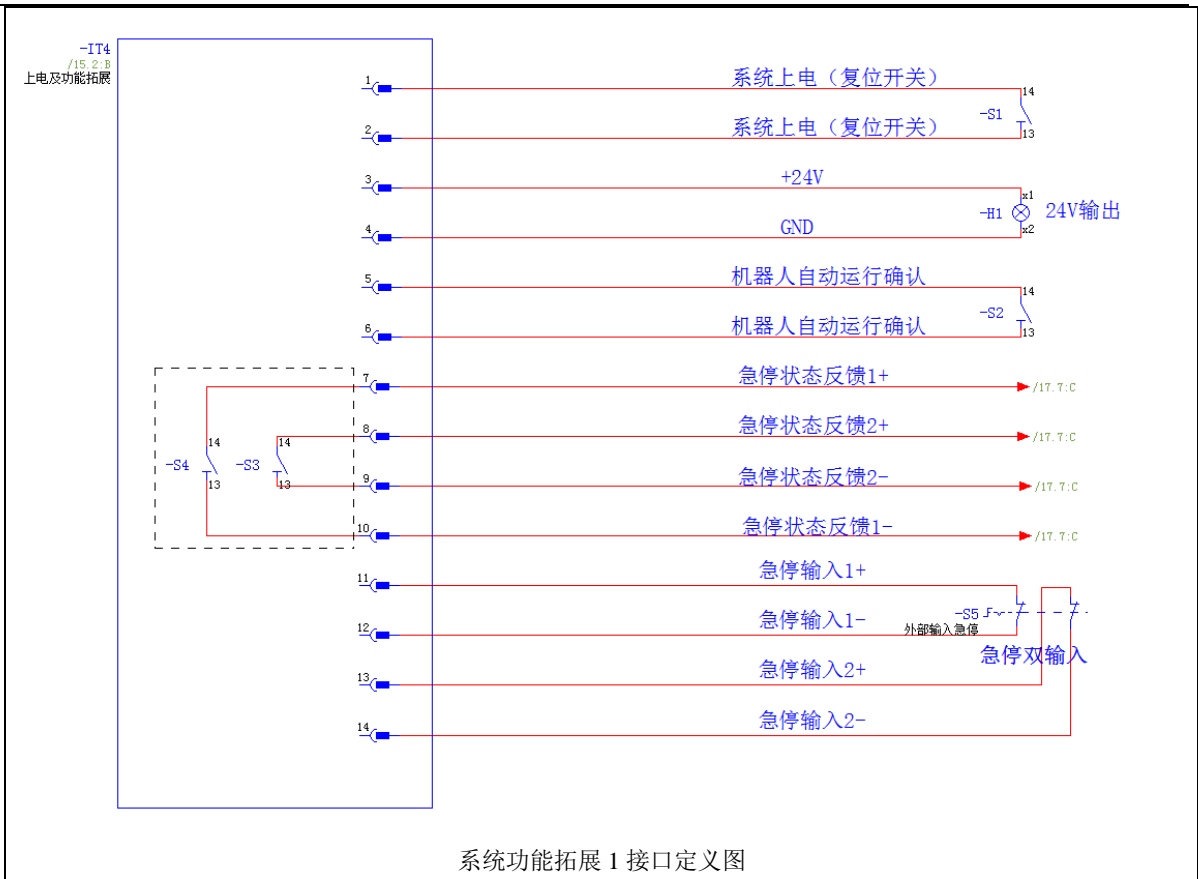 -IT4
/15.2:B
上电及功能拓展
1
系统上电（复位开关）
14
-S1
2
系统上电（复位开关）
13
3
+24V
x1
-H1
24V输出
4
GND
x2
5
机器人自动运行确认
14
-S2
6
机器人自动运行确认
13
7
急停状态反馈1+
/17.7:C
8
急停状态反馈2+
/17.7:C
14
14
-S4
-S3
13
13
9
急停状态反馈2-
/17.7:C
10
急停状态反馈1-
/17.7:C
11
急停输入1+
-S5
12
急停输入1-
外部输入急停
急停双输入
13
急停输入2+
14
急停输入2-
系统功能拓展 1 接口定义图